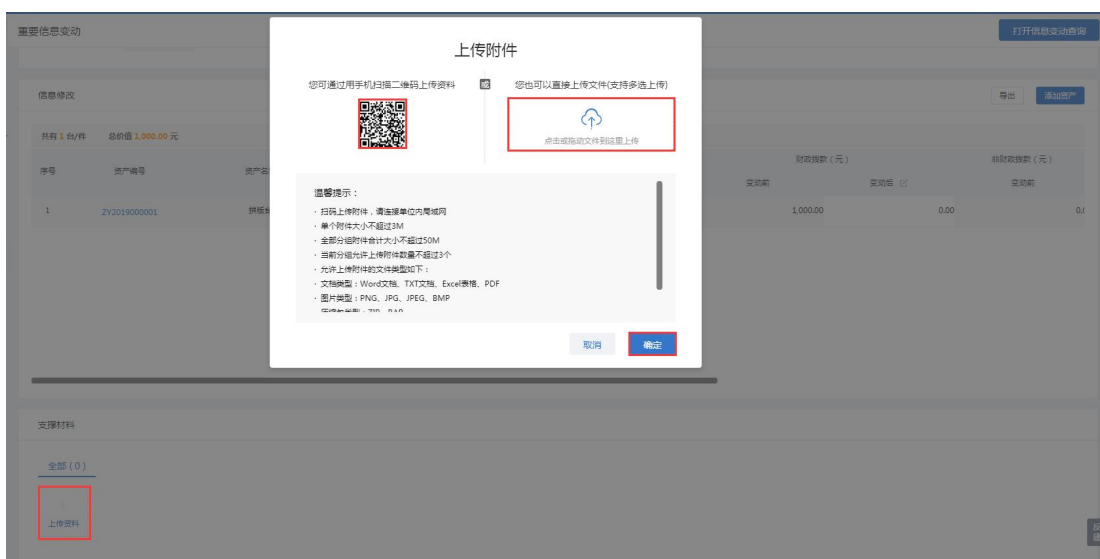 重要信息变动
打开信息变动查询
上传附件
您可通过用手机扫描二维码上传资料
或
您也可以直接上传文件(支持多选上传)
点击或拖动文件到这里上传
信息修改
导出
添加资产
共有 1 台/件 总价值 1,000.00 元
序号
资产编号
资产名
财政拨款（元）
非财政拨款（元）
变动前
变动后
变动前
1
ZY2019000001
拼板台
1,000.00
0.00
温馨提示：
· 扫码上传附件，请连接单位内局域网
· 单个附件大小不超过3M
· 全部分组附件合计大小不超过50M
· 当前分组允许上传附件数量不超过3个
· 允许上传附件的文件类型如下：
· 文档类型：Word文档、TXT文档、Excel表格、PDF
· 图片类型：PNG、JPG、JPEG、BMP
· 压缩包类型：ZIP、RAR
取消
确定
支撑材料
全部 ( 0 )
上传资料